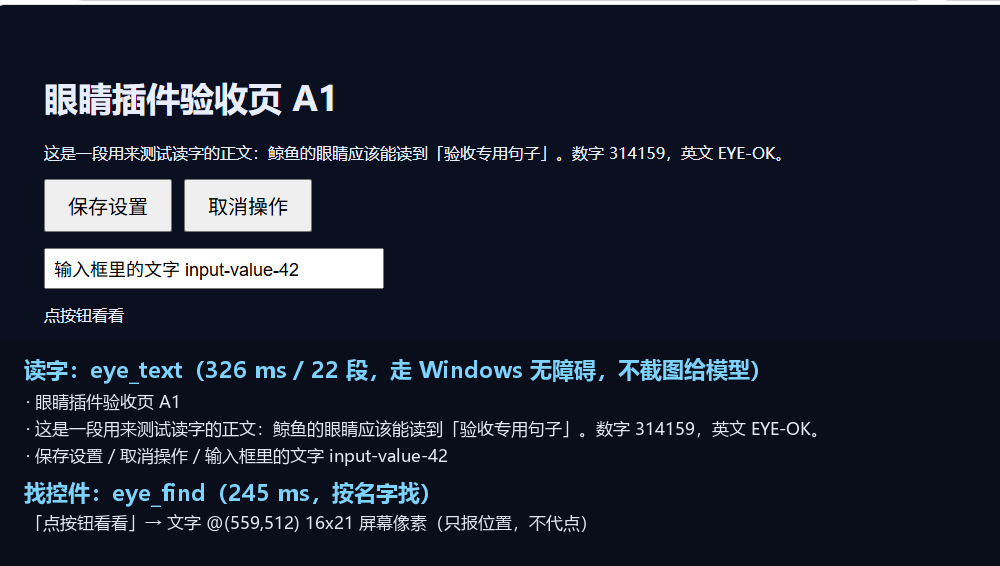 眼睛插件验收页 A1
这是一段用来测试读字的正文：鲸鱼的眼睛应该能读到「验收专用句子」。数字 314159，英文 EYE-OK。
保存设置 取消操作
输入框里的文字 input-value-42
点按钮看看
读字：eye_text（326 ms / 22 段，走 Windows 无障碍，不截图给模型）
· 眼睛插件验收页 A1
· 这是一段用来测试读字的正文：鲸鱼的眼睛应该能读到「验收专用句子」。数字 314159，英文 EYE-OK。
· 保存设置 / 取消操作 / 输入框里的文字 input-value-42
找控件：eye_find（245 ms，按名字找）
「点按钮看看」→ 文字 @(559,512) 16x21 屏幕像素（只报位置，不代点）